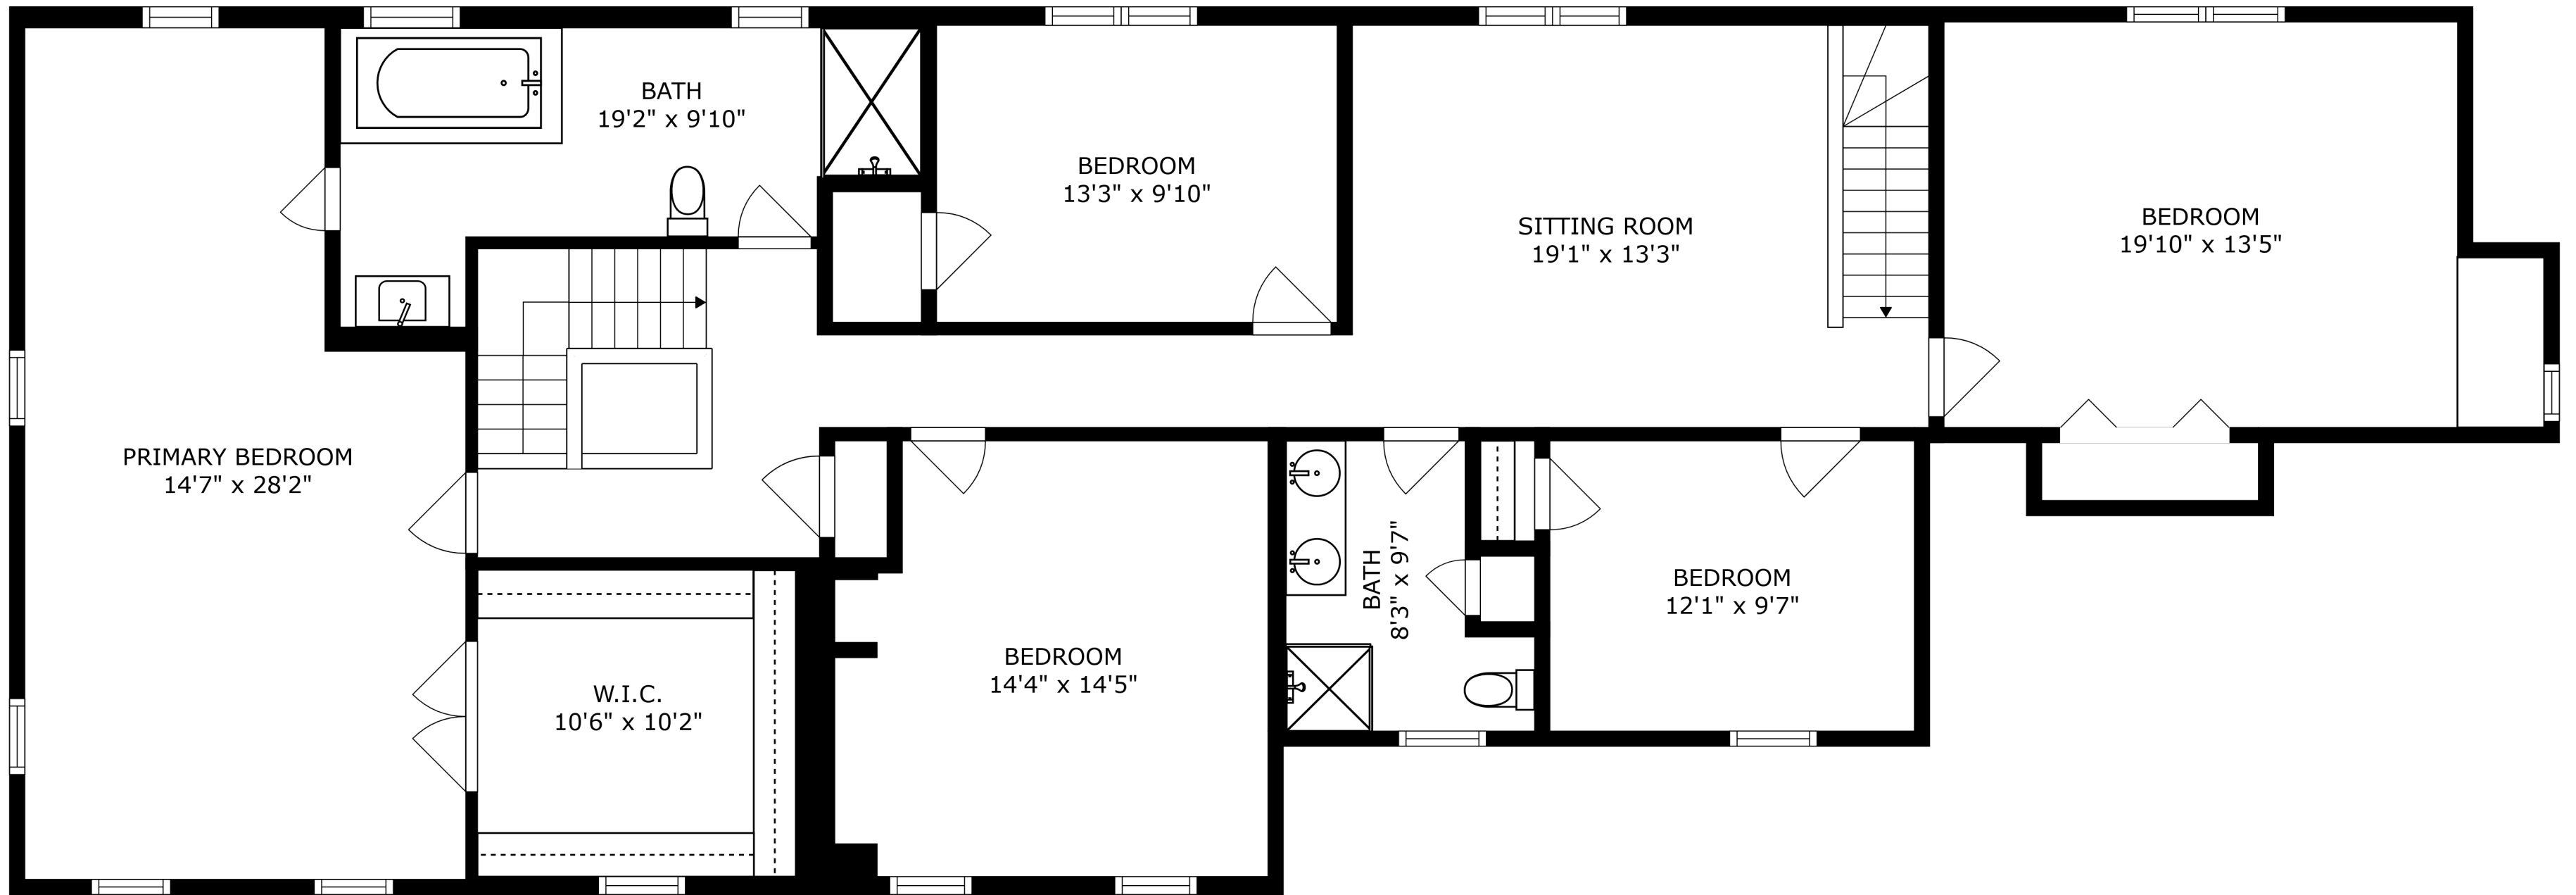 BATH
19'2" x 9'10"
BEDROOM
13'3" x 9'10"
SITTING ROOM
19'1" x 13'3"
BEDROOM
19'10" x 13'5"
PRIMARY BEDROOM
14'7" x 28'2"
W.I.C.
10'6" x 10'2"
BEDROOM
14'4" x 14'5"
BATH
8'3" x 9'7"
BEDROOM
12'1" x 9'7"